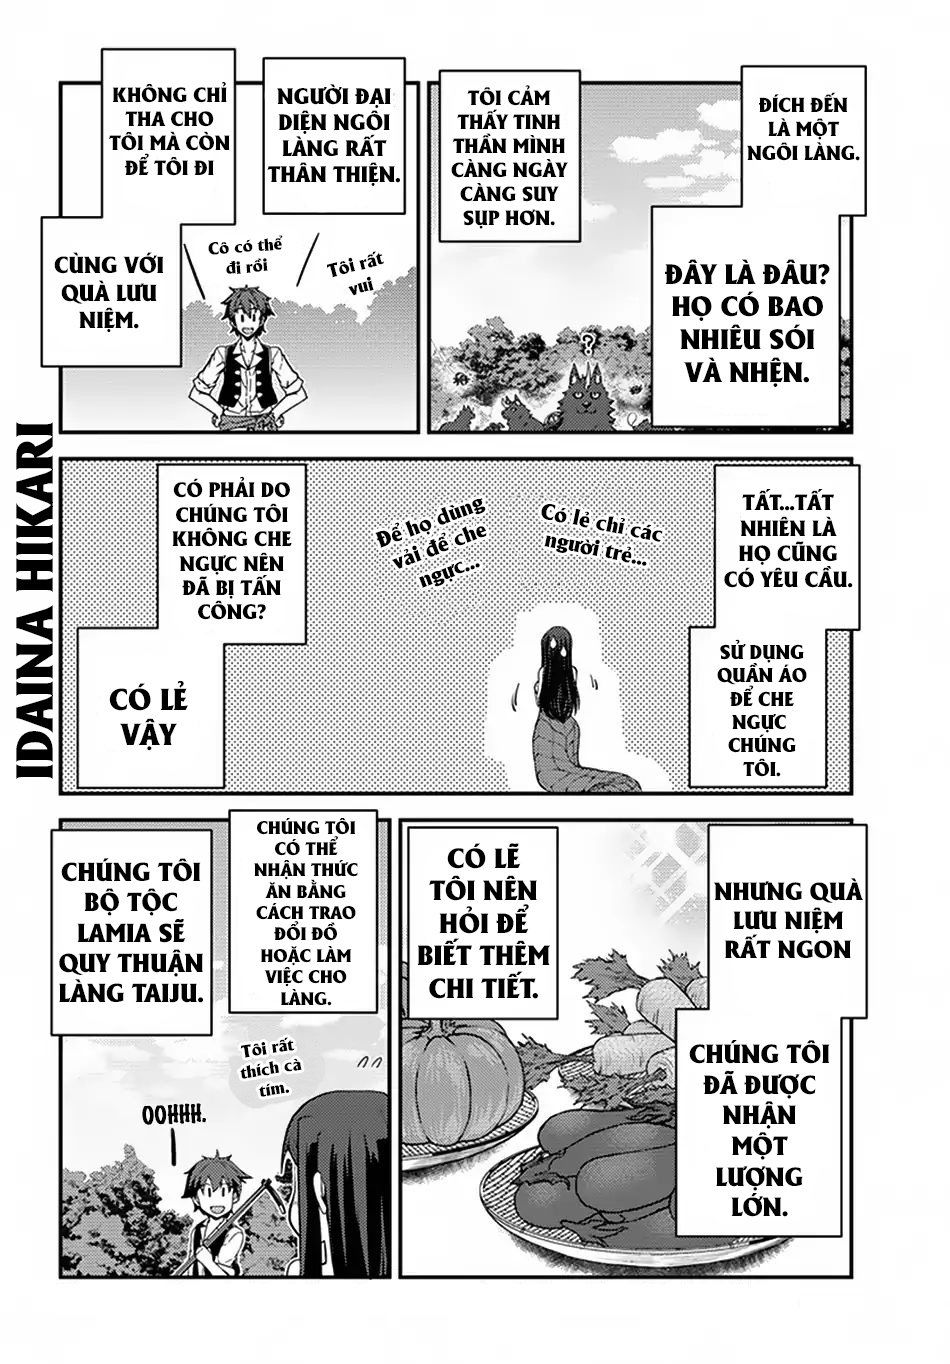 ĐÍCH ĐẾN
LÀ MỘT
NGÔI LÀNG.
ĐÂY LÀ ĐÂU?
HỌ CÓ BAO
NHIÊU SÓI
VÀ NHỆN.
TÔI CẢM
THẤY TINH
THẦN MÌNH
CÀNG NGÀY
CÀNG SUY
SỤP HƠN.
?
NGƯỜI ĐẠI
DIỆN NGÔI
LÀNG RẤT
THÂN THIỆN.
KHÔNG CHỈ
THA CHO
TÔI MÀ CÒN
ĐỂ TÔI ĐI
CÙNG VỚI
QUÀ LƯU
NIỆM.
Tôi rất
vui
Cô có thể
đi rồi
IDAINA HIKARI
TẤT...TẤT
NHIÊN LÀ
HỌ CŨNG
CÓ YÊU CẦU.
SỬ DỤNG
QUẦN ÁO
ĐỂ CHE
NGỰC
CHÚNG
TÔI.
Có lẻ chỉ các
người trẻ...
Để họ dùng
vải để che
ngực...
CÓ PHẢI DO
CHÚNG TÔI
KHÔNG CHE
NGỰC NÊN
ĐÃ BỊ TẤN
CÔNG?
CÓ LẺ
VẬY
NHƯNG QUÀ
LƯU NIỆM
RẤT NGON
CHÚNG TÔI
ĐÃ ĐƯỢC
NHẬN
MỘT
LƯỢNG
LỚN.
CÓ LẼ
TÔI NÊN
HỎI ĐỂ
BIẾT THÊM
CHI TIẾT.
CHÚNG TÔI
CÓ THỂ
NHẬN THỨC
ĂN BẰNG
CÁCH TRAO
ĐỔI ĐỒ
HOẶC LÀM
VIỆC CHO
LÀNG.
CHÚNG TÔI
BỘ TỘC
LAMIA SẼ
QUY THUẬN
LÀNG TAIJU.
Tôi rất
thích cà
tím.
OOHHH.